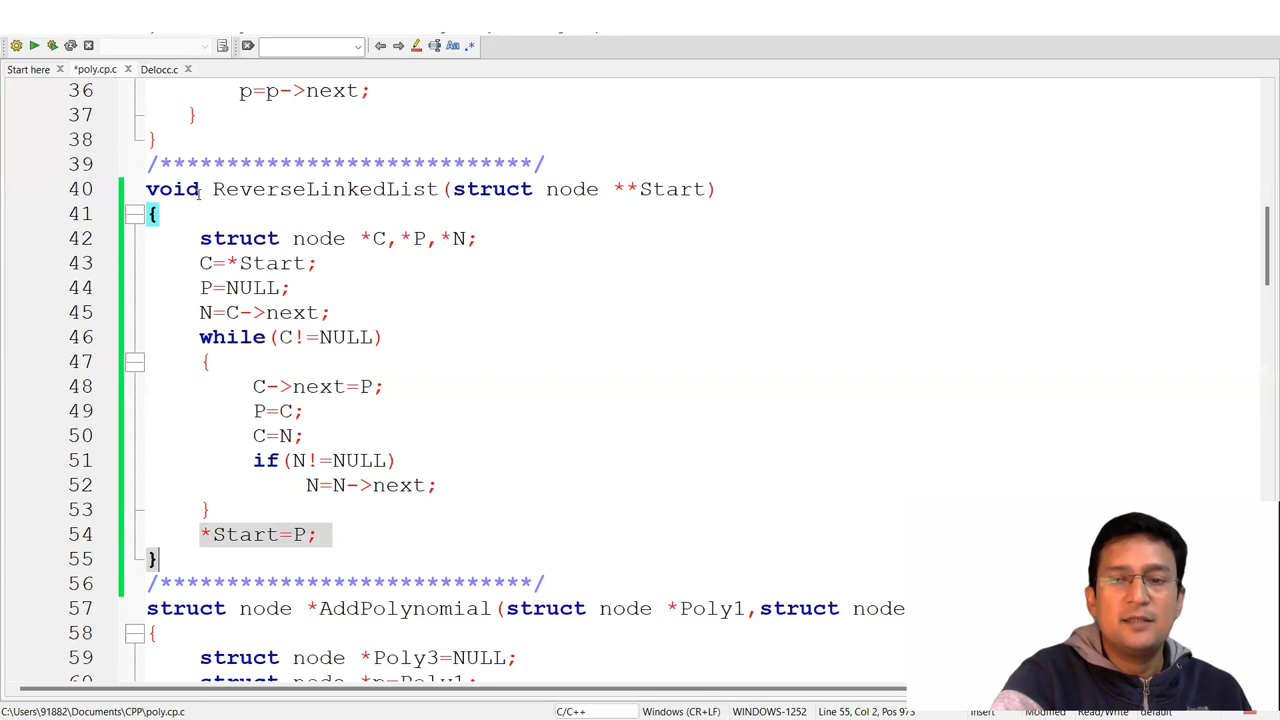 Start here
*poly.cp.c
Delocc.c
36 p=p->next;
37 }
38 }
39 /****************************/
40 void ReverseLinkedList(struct node **Start)
41 {
42 struct node *C,*P,*N;
43 C=*Start;
44 P=NULL;
45 N=C->next;
46 while(C!=NULL)
47 {
48 C->next=P;
49 P=C;
50 C=N;
51 if(N!=NULL)
52 N=N->next;
53 }
54 *Start=P;
55 }
56 /****************************/
57 struct node *AddPolynomial(struct node *Poly1,struct node
58 {
59 struct node *Poly3=NULL;
struct node *p=Poly1;
C:\Users\91882\Documents\CPP\poly.cp.c C/C++ Windows (CR+LF) WINDOWS-1252 Line 55, Col 2, Pos 973 Insert Modified Read/Write default